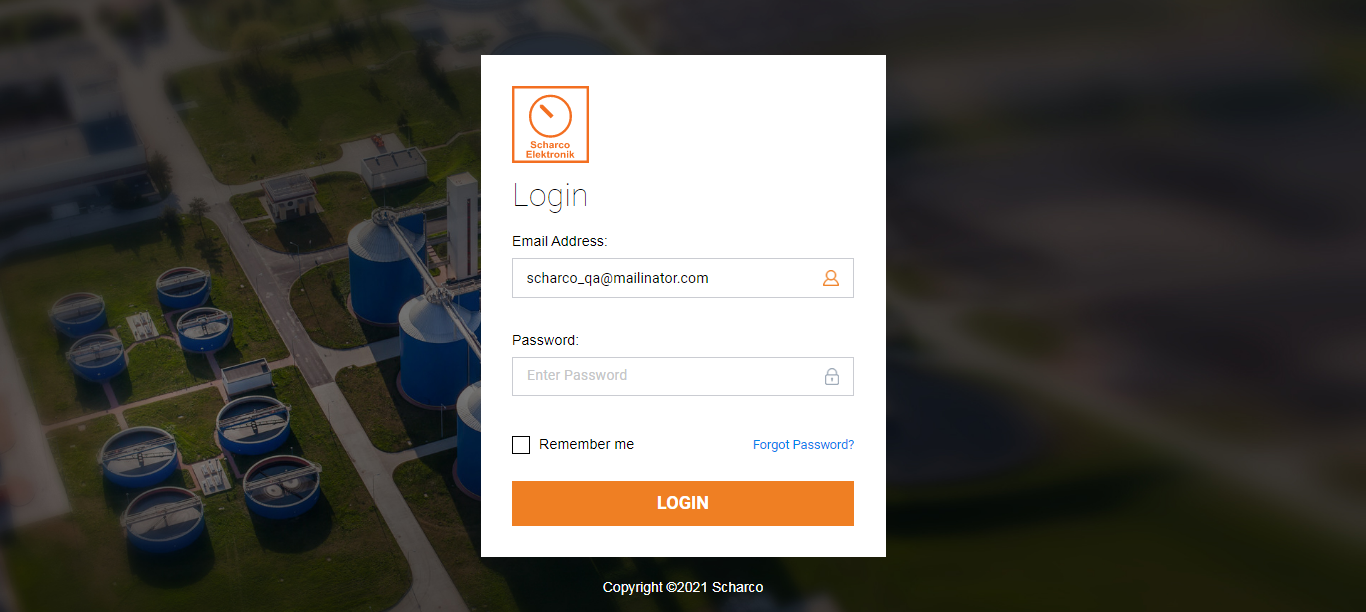 Scharco
Elektronik
Login
Email Address:
scharco_qa@mailinator.com
Password:
Enter Password
Remember me
Forgot Password?
LOGIN
Copyright ©2021 Scharco